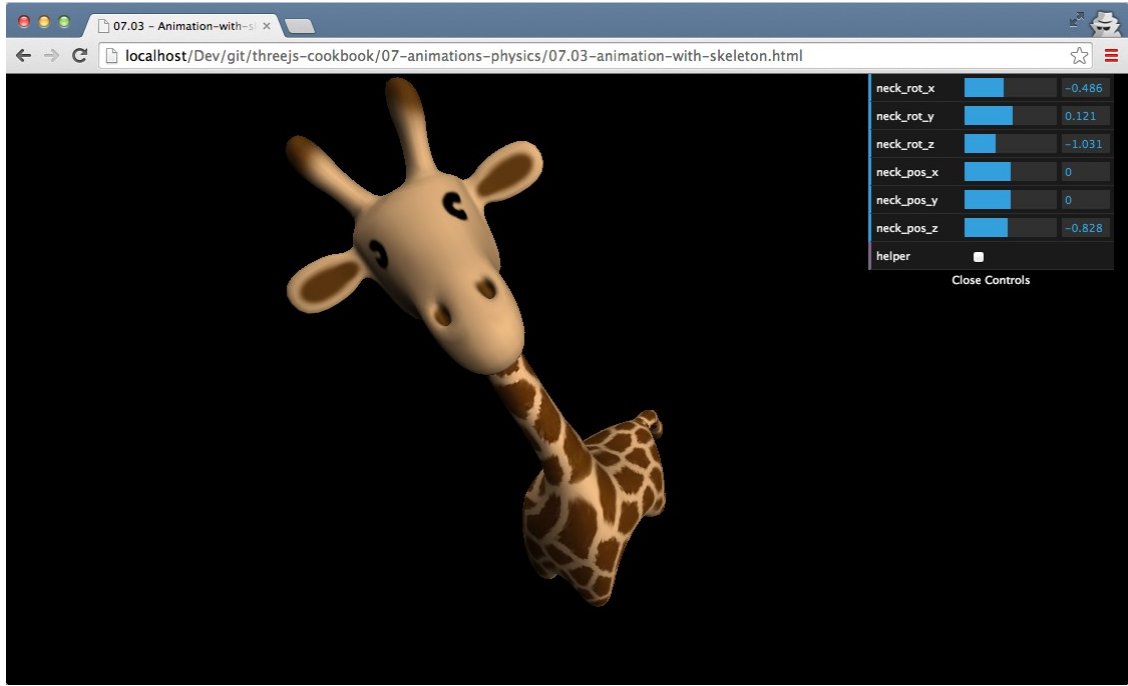 07.03 – Animation-with-s
localhost/Dev/git/threejs-cookbook/07-animations-physics/07.03-animation-with-skeleton.html
neck_rot_x -0.486
neck_rot_y 0.121
neck_rot_z -1.031
neck_pos_x 0
neck_pos_y 0
neck_pos_z -0.828
helper
Close Controls